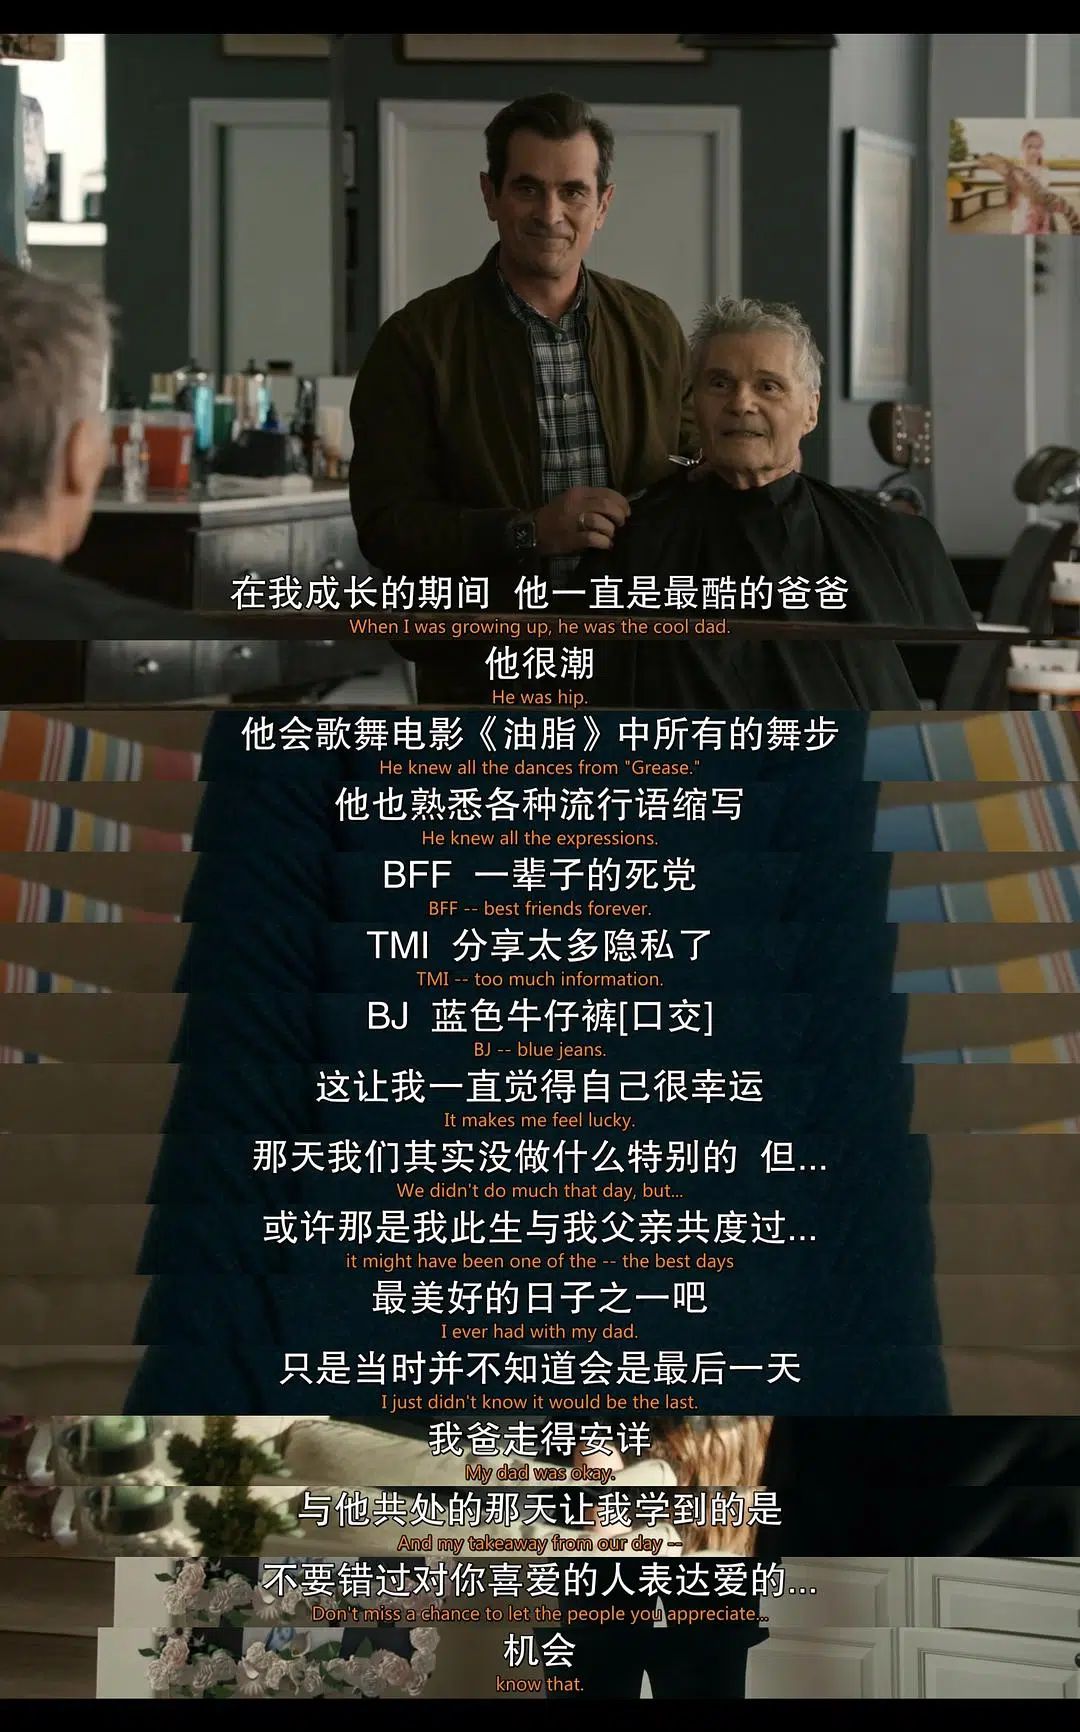 在我成长的期间 他一直是最酷的爸爸
When I was growing up, he was the cool dad.
他很潮
He was hip.
他会歌舞电影《油脂》中所有的舞步
He knew all the dances from "Grease."
他也熟悉各种流行语缩写
He knew all the expressions.
BFF 一辈子的死党
BFF -- best friends forever.
TMI 分享太多隐私了
TMI -- too much information.
BJ 蓝色牛仔裤[口交]
BJ -- blue jeans.
这让我一直觉得自己很幸运
It makes me feel lucky.
那天我们其实没做什么特别的 但...
We didn't do much that day, but...
或许那是我此生与我父亲共度过...
it might have been one of the -- the best days
最美好的日子之一吧
I ever had with my dad.
只是当时并不知道会是最后一天
I just didn't know it would be the last.
我爸走得安详
My dad was okay.
与他共处的那天让我学到的是
And my takeaway from our day --
不要错过对你喜爱的人表达爱的...
Don't miss a chance to let the people you appreciate...
机会
know that.